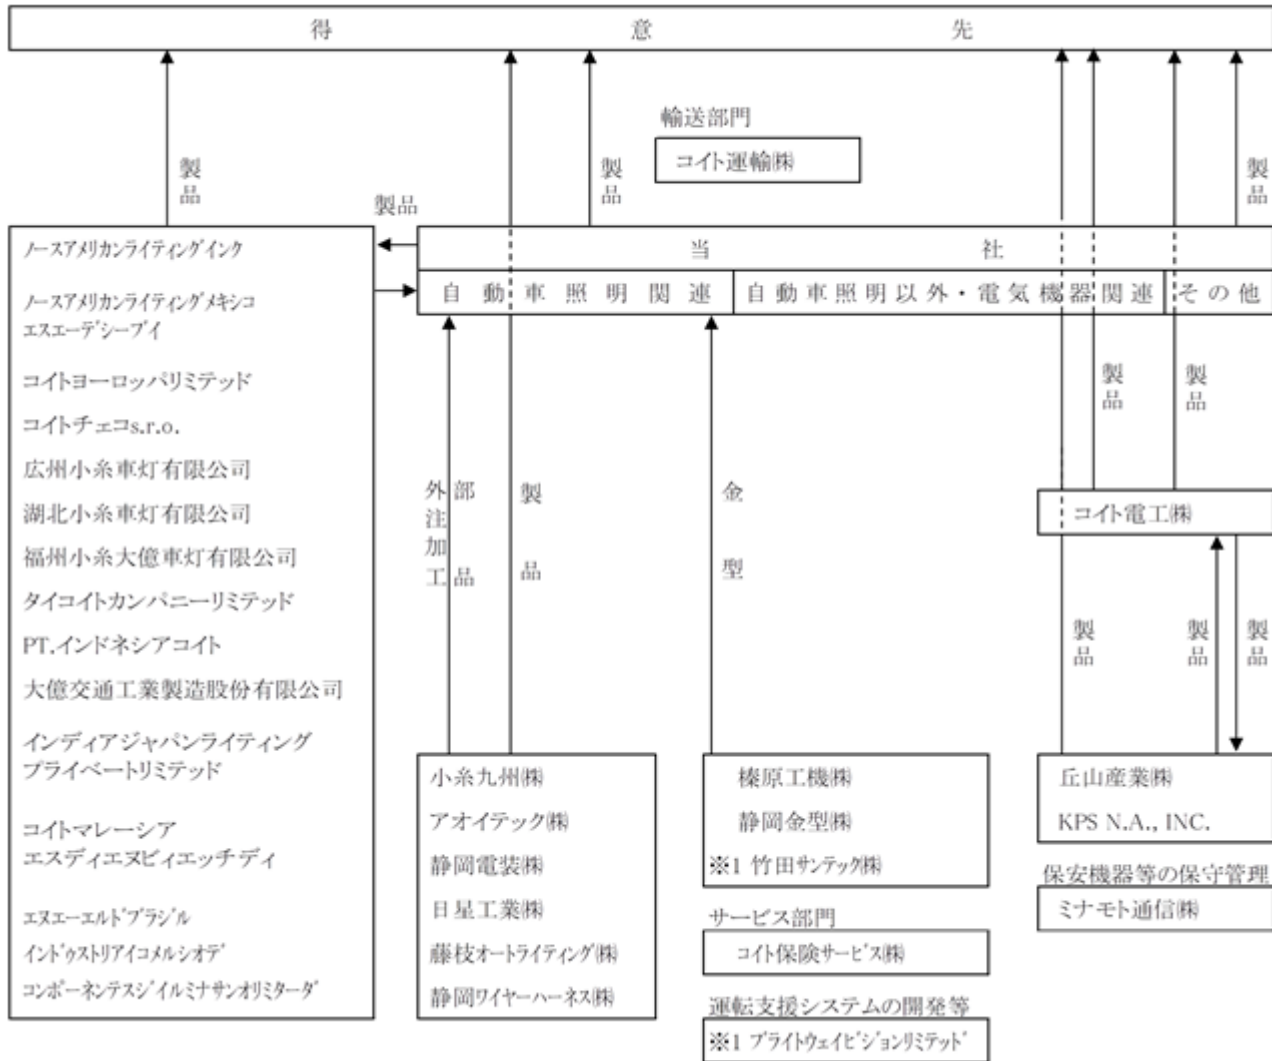 得意先
輸送部門
コイト運輸㈱
製品
製品
製品
製品
当社
自動車照明関連
自動車照明以外・電気機器関連
その他
ノースアメリカンライティングインク
ノースアメリカンライティングメキシコ
エスエーデシーブイ
コイトヨーロッパリミテッド
コイトチェコs.r.o.
広州小糸車灯有限公司
湖北小糸車灯有限公司
福州小糸大億車灯有限公司
タイコイトカンパニーリミテッド
PT.インドネシアコイト
大億交通工業製造股份有限公司
インディアジャパンライティング
プライベートリミテッド
コイトマレーシア
エスディエヌビィエッチディ
エヌエーエルドブラジル
インドゥストリアイコメルシオデ
コンポーネンテスジイルミナサンオリミターダ
外注加工
部品
製品
金型
製品
製品
コイト電工㈱
製品
製品
製品
小糸九州㈱
アオイテック㈱
静岡電装㈱
日星工業㈱
藤枝オートライティング㈱
静岡ワイヤーハーネス㈱
榛原工機㈱
静岡金型㈱
※1 竹田サンテック㈱
サービス部門
コイト保険サービス㈱
運転支援システムの開発等
※1 ブライトウェイビジョンリミテッド
丘山産業㈱
KPS N.A., INC.
保安機器等の保守管理
ミナモト通信㈱